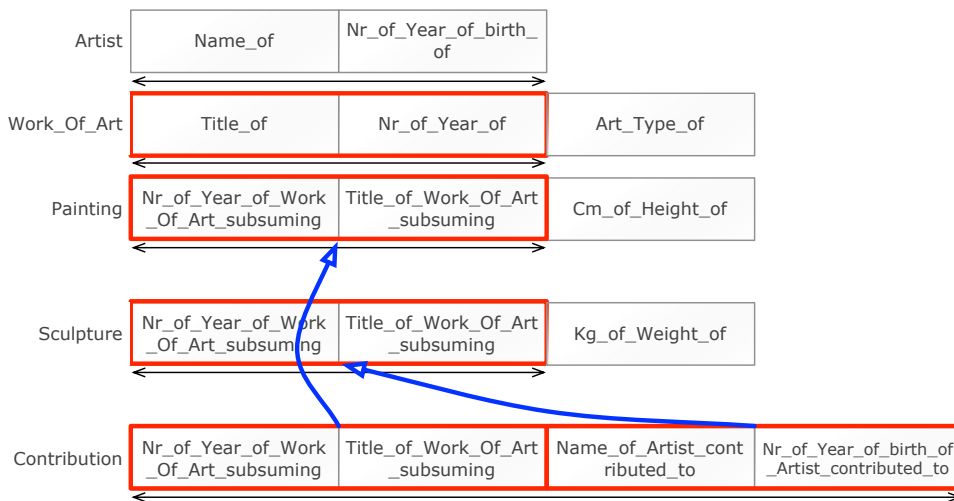 Artist
Name_of
Nr_of_Year_of_birth_
of
Work_Of_Art
Title_of
Nr_of_Year_of
Art_Type_of
Painting
Nr_of_Year_of_Work
_Of_Art_subsuming
Title_of_Work_Of_Art
_subsuming
Cm_of_Height_of
Sculpture
Nr_of_Year_of_Work
_Of_Art_subsuming
Title_of_Work_Of_Art
_subsuming
Kg_of_Weight_of
Contribution
Nr_of_Year_of_Work
_Of_Art_subsuming
Title_of_Work_Of_Art
_subsuming
Name_of_Artist_cont
ributed_to
Nr_of_Year_of_birth_of
_Artist_contributed_to